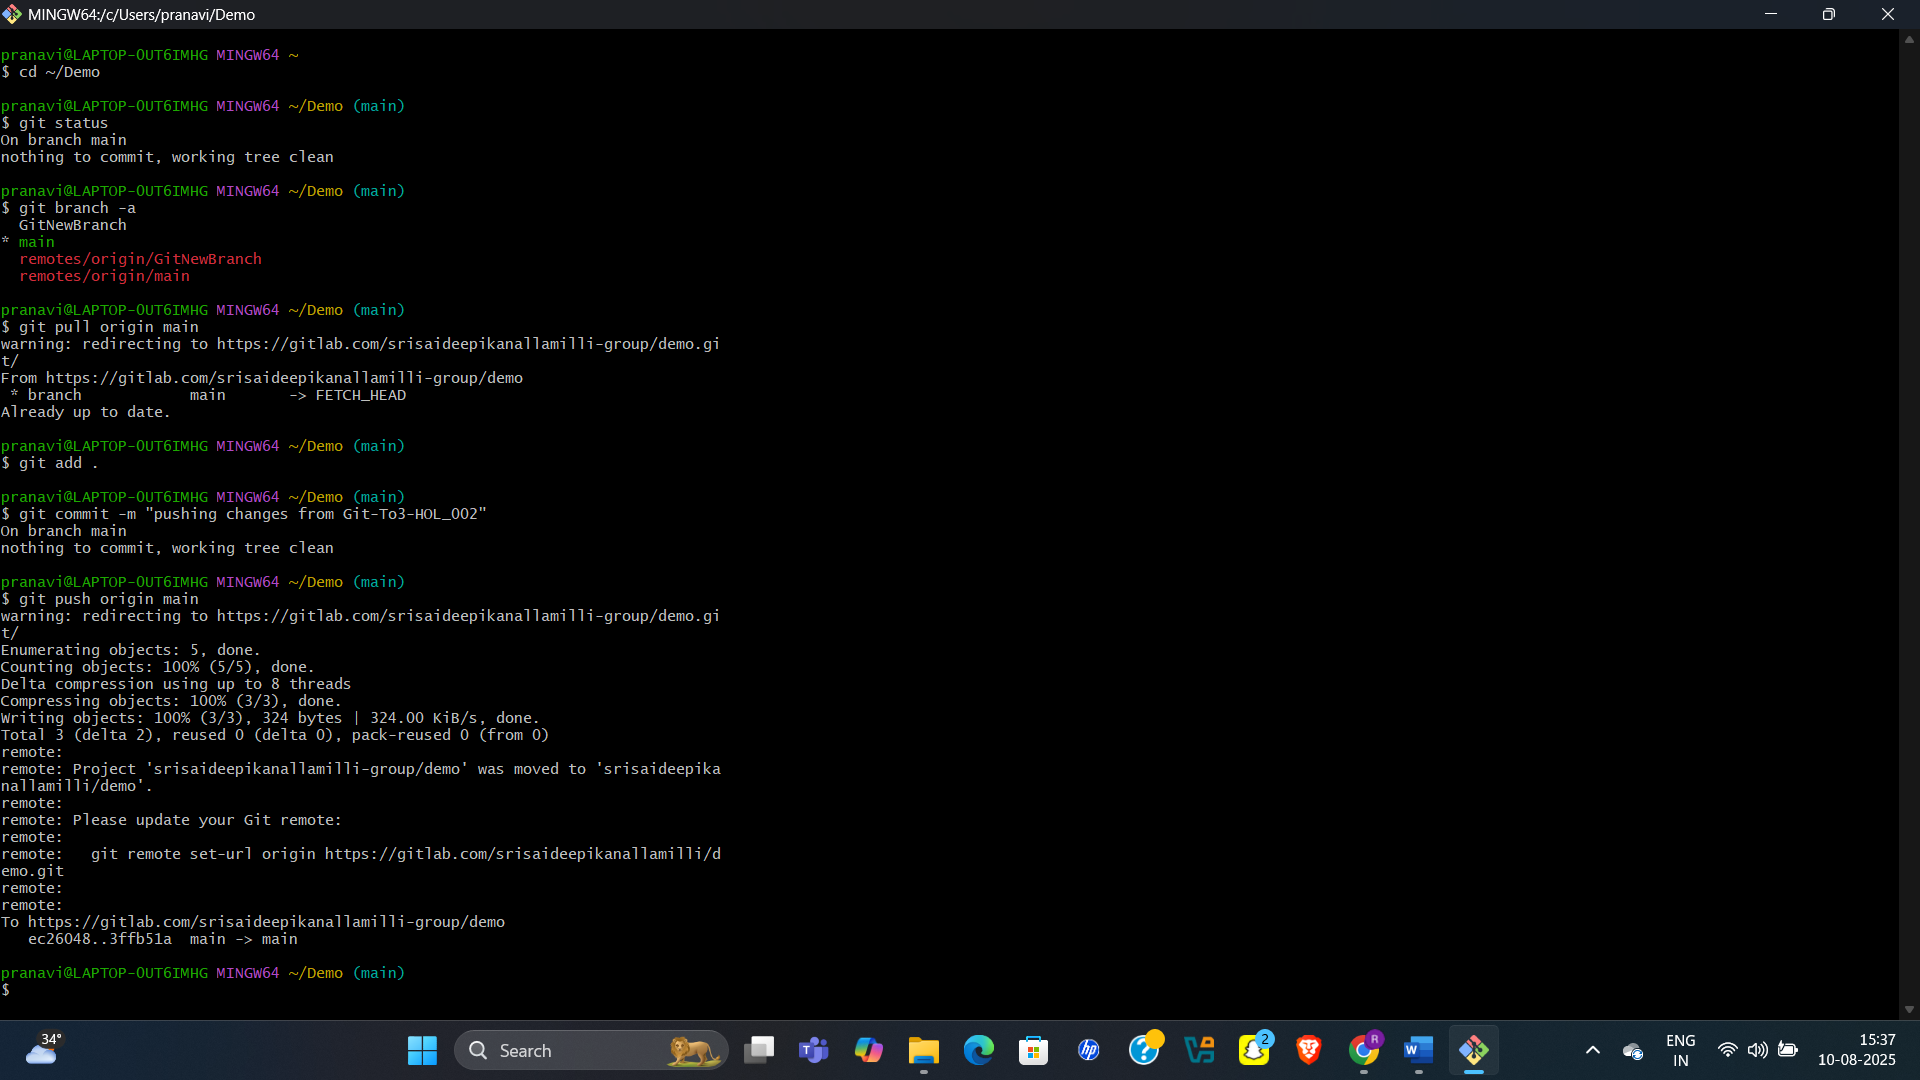 MINGW64:/c/Users/pranavi/Demo
pranavi@LAPTOP-OUT6IMHG MINGW64 ~
$ cd ~/Demo
pranavi@LAPTOP-OUT6IMHG MINGW64 ~/Demo (main)
$ git status
On branch main
nothing to commit, working tree clean
pranavi@LAPTOP-OUT6IMHG MINGW64 ~/Demo (main)
$ git branch -a
  GitNewBranch
* main
  remotes/origin/GitNewBranch
  remotes/origin/main
pranavi@LAPTOP-OUT6IMHG MINGW64 ~/Demo (main)
$ git pull origin main
warning: redirecting to https://gitlab.com/srisaideepikanallamilli-group/demo.gi
t/
From https://gitlab.com/srisaideepikanallamilli-group/demo
 * branch            main       -> FETCH_HEAD
Already up to date.
pranavi@LAPTOP-OUT6IMHG MINGW64 ~/Demo (main)
$ git add .
pranavi@LAPTOP-OUT6IMHG MINGW64 ~/Demo (main)
$ git commit -m "pushing changes from Git-To3-HOL_002"
On branch main
nothing to commit, working tree clean
pranavi@LAPTOP-OUT6IMHG MINGW64 ~/Demo (main)
$ git push origin main
warning: redirecting to https://gitlab.com/srisaideepikanallamilli-group/demo.gi
t/
Enumerating objects: 5, done.
Counting objects: 100% (5/5), done.
Delta compression using up to 8 threads
Compressing objects: 100% (3/3), done.
Writing objects: 100% (3/3), 324 bytes | 324.00 KiB/s, done.
Total 3 (delta 2), reused 0 (delta 0), pack-reused 0 (from 0)
remote:
remote: Project 'srisaideepikanallamilli-group/demo' was moved to 'srisaideepika
nallamilli/demo'.
remote:
remote: Please update your Git remote:
remote:
remote:   git remote set-url origin https://gitlab.com/srisaideepikanallamilli/d
emo.git
remote:
remote:
To https://gitlab.com/srisaideepikanallamilli-group/demo
   ec26048..3ffb51a  main -> main
pranavi@LAPTOP-OUT6IMHG MINGW64 ~/Demo (main)
$
34°
Search
T
hp
?
2
R
W
ENG
IN
15:37
10-08-2025